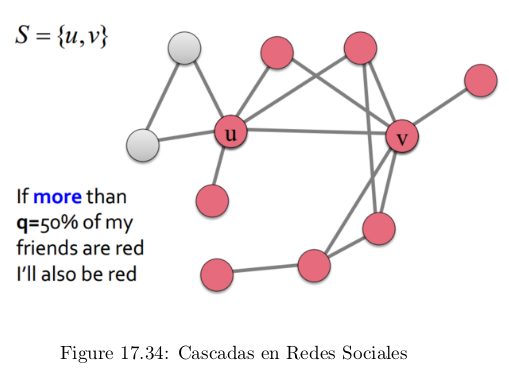 S = {u,v}
u
v
If more than
q=50% of my
friends are red
I'll also be red
Figure 17.34: Cascadas en Redes Sociales